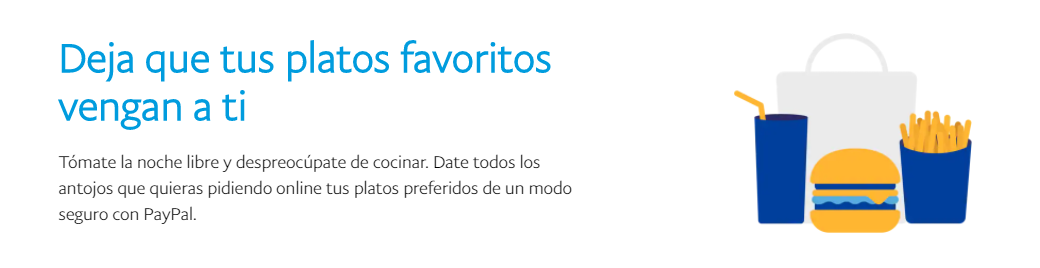 Deja que tus platos favoritos
vengan a ti
Tómate la noche libre y despreocúpate de cocinar. Date todos los
antojos que quieras pidiendo online tus platos preferidos de un modo
seguro con PayPal.